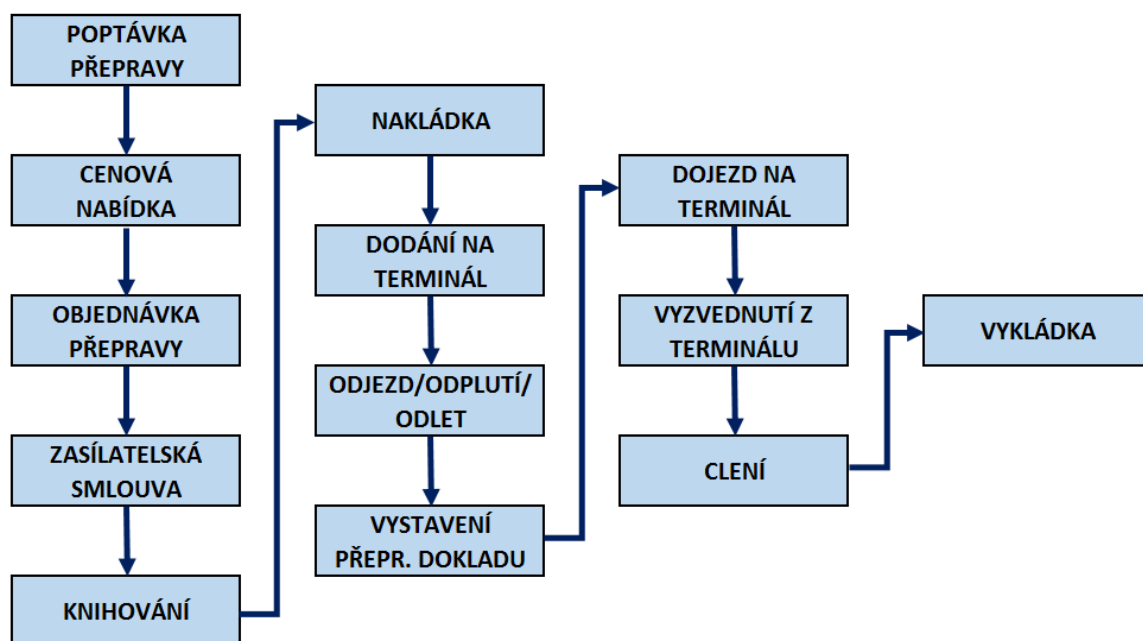 POPTÁVKA
PŘEPRAVY
CENOVÁ
NABÍDKA
OBJEDNÁVKA
PŘEPRAVY
ZASÍLATELSKÁ
SMLOUVA
KNIHOVÁNÍ
NAKLÁDKA
DODÁNÍ NA
TERMINÁL
ODJEZD/ODPLUTÍ/
ODLET
VYSTAVENÍ
PŘEPR. DOKLADU
DOJEZD NA
TERMINÁL
VYZVEDNUTÍ Z
TERMINÁLU
CLENÍ
VYKLÁDKA